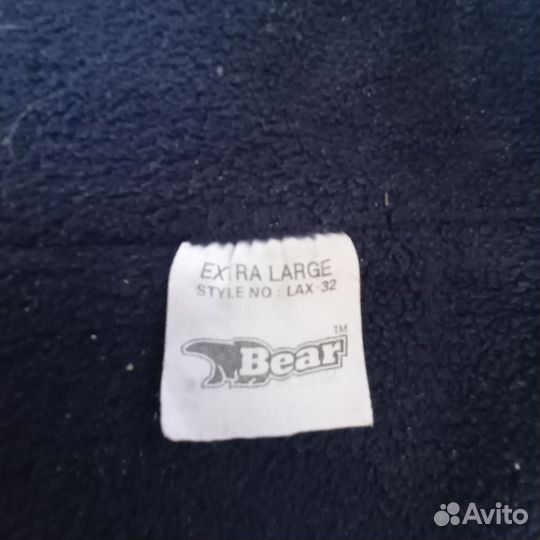 EXTRA LARGE
STYLE NO : LAX-32
Bear TM
Avito